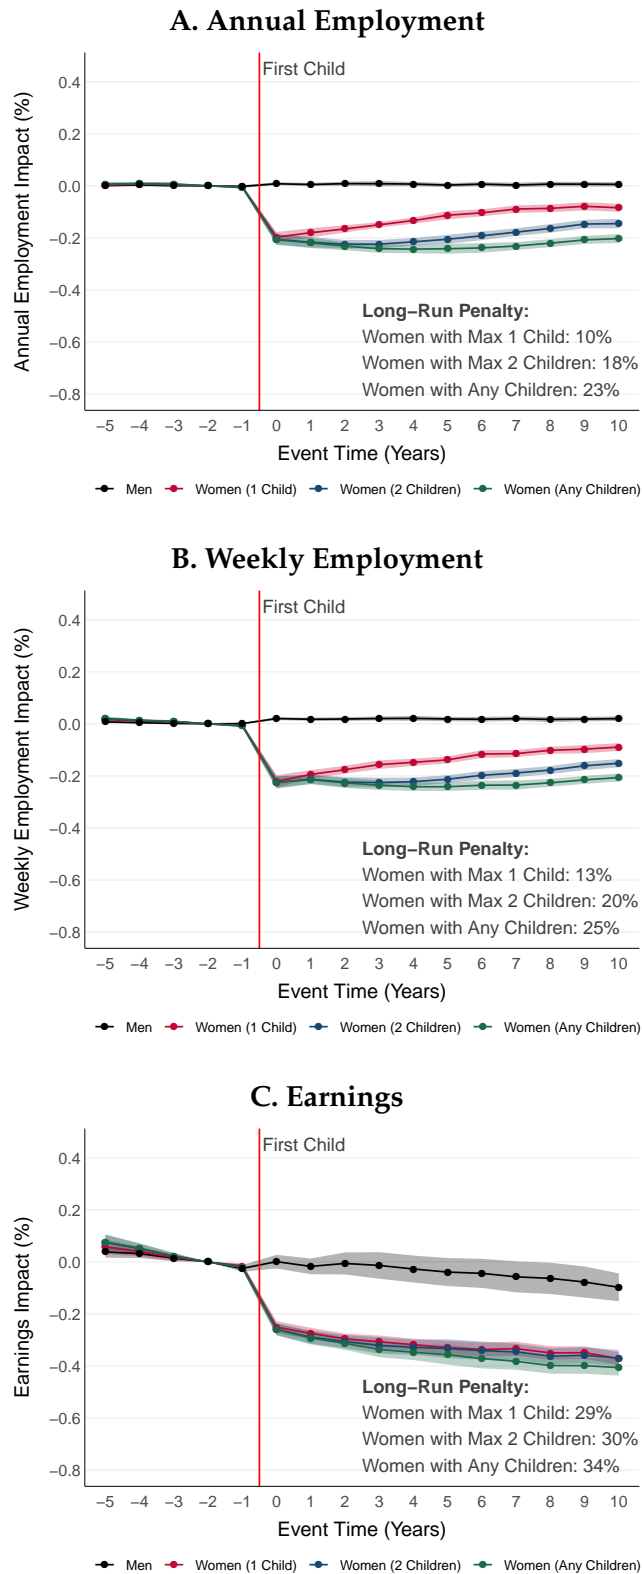 A. Annual Employment
First Child
0.4
0.2
0.0
−0.2
−0.4
−0.6
−0.8
Annual Employment Impact (%)
Long−Run Penalty:
Women with Max 1 Child: 10%
Women with Max 2 Children: 18%
Women with Any Children: 23%
−5 −4 −3 −2 −1 0 1 2 3 4 5 6 7 8 9 10
Event Time (Years)
Men Women (1 Child) Women (2 Children) Women (Any Children)
B. Weekly Employment
First Child
0.4
0.2
0.0
−0.2
−0.4
−0.6
−0.8
Weekly Employment Impact (%)
Long−Run Penalty:
Women with Max 1 Child: 13%
Women with Max 2 Children: 20%
Women with Any Children: 25%
−5 −4 −3 −2 −1 0 1 2 3 4 5 6 7 8 9 10
Event Time (Years)
Men Women (1 Child) Women (2 Children) Women (Any Children)
C. Earnings
First Child
0.4
0.2
0.0
−0.2
−0.4
−0.6
−0.8
Earnings Impact (%)
Long−Run Penalty:
Women with Max 1 Child: 29%
Women with Max 2 Children: 30%
Women with Any Children: 34%
−5 −4 −3 −2 −1 0 1 2 3 4 5 6 7 8 9 10
Event Time (Years)
Men Women (1 Child) Women (2 Children) Women (Any Children)